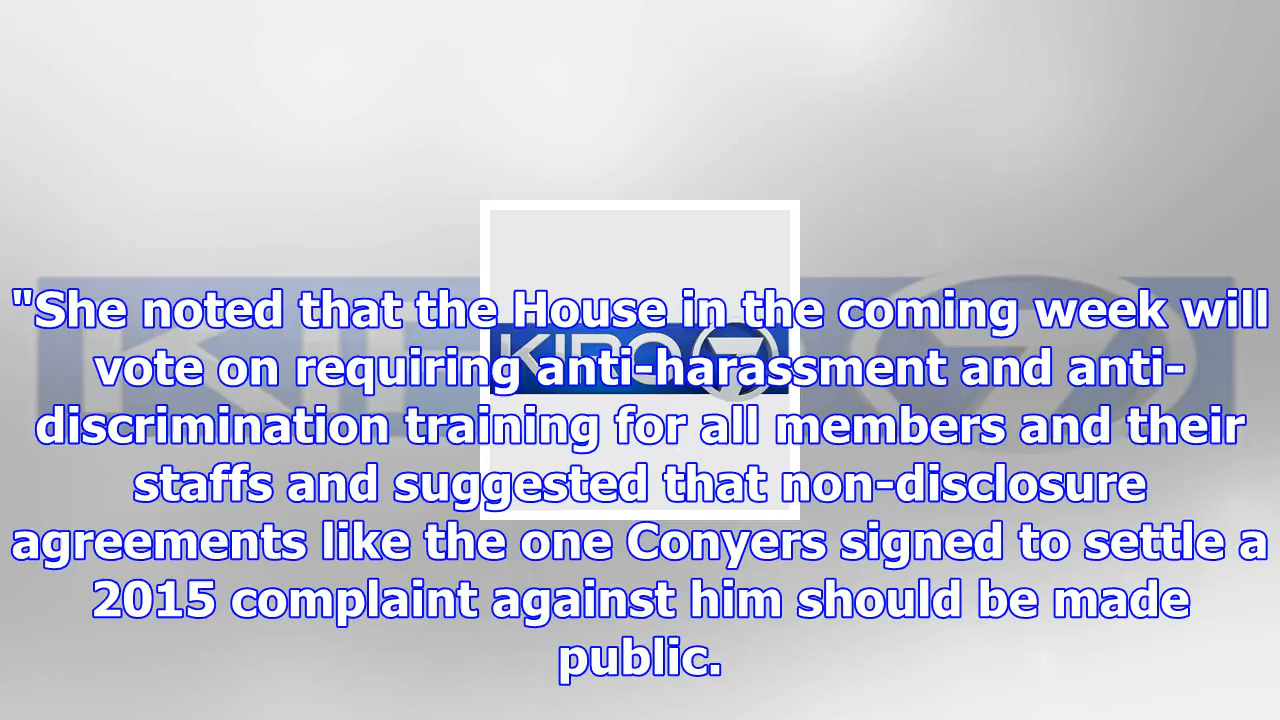 "She noted that the House in the coming week will
vote on requiring anti-harassment and anti-
discrimination training for all members and their
staffs and suggested that non-disclosure
agreements like the one Conyers signed to settle a
2015 complaint against him should be made
public.
KIRO 7